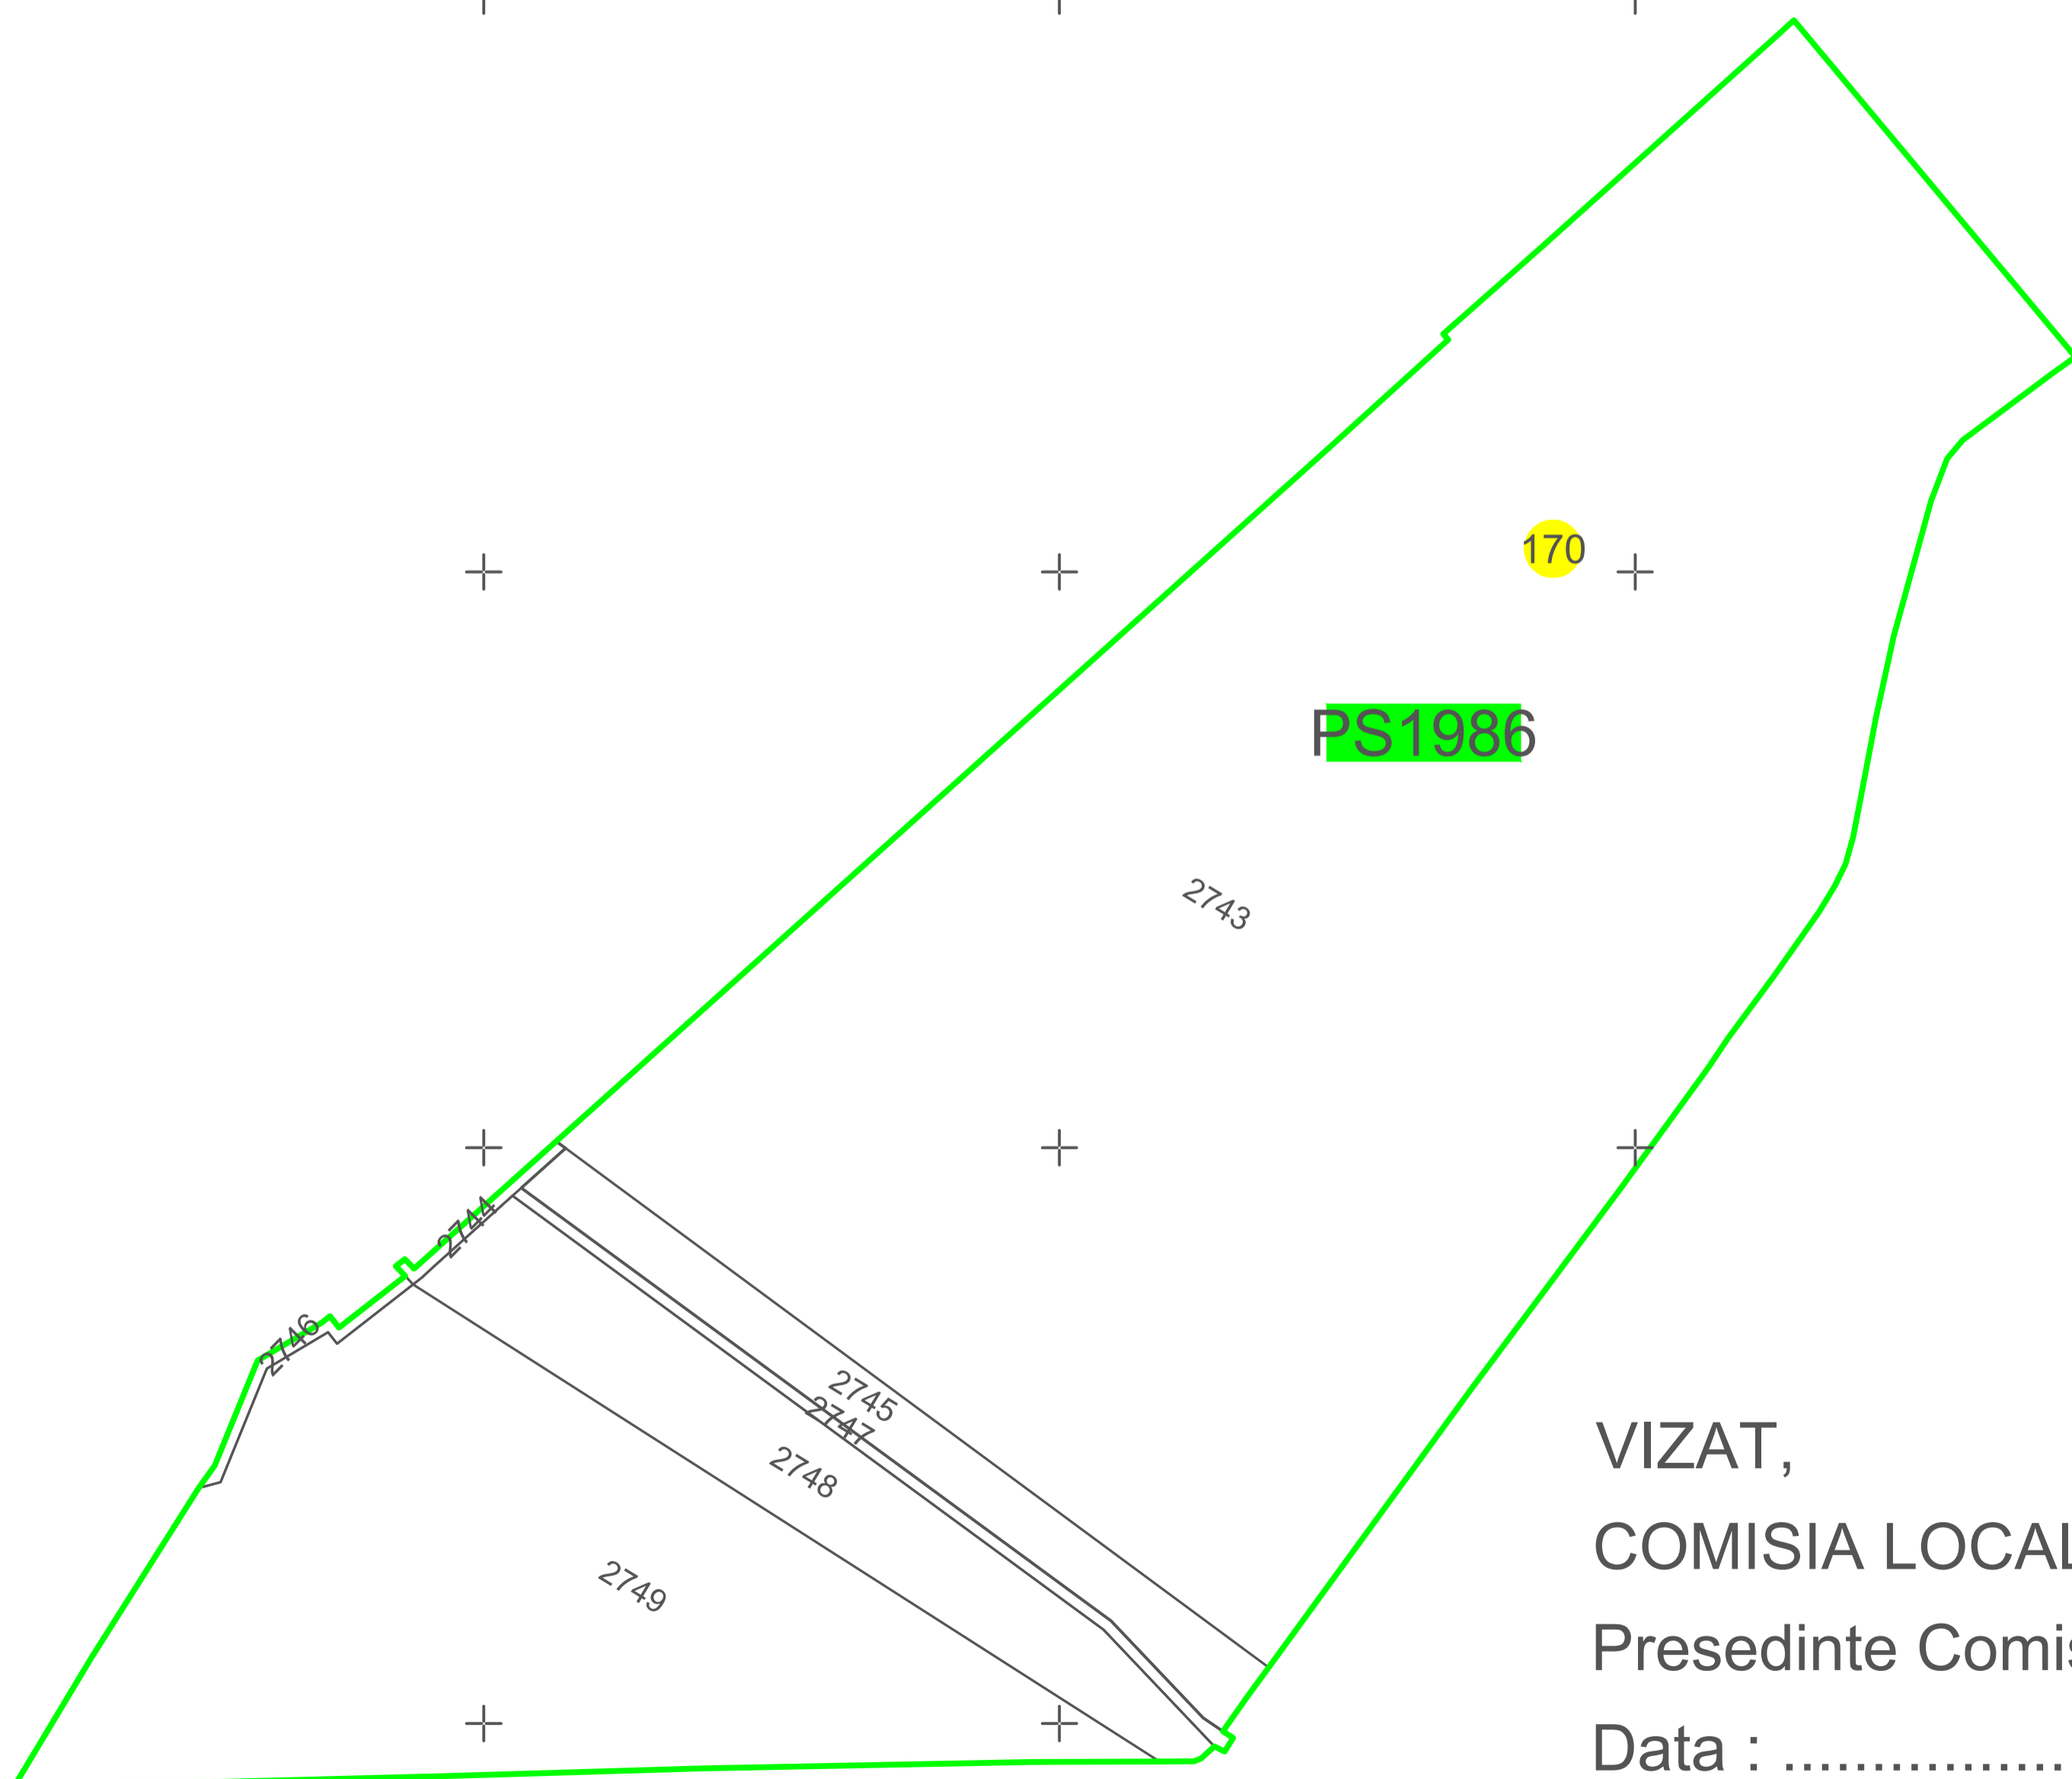 170
PS1986
2743
2744
2746
2745
2747
2748
2749
VIZAT,
COMISIA LOCAL
Presedinte Comis
Data : ................